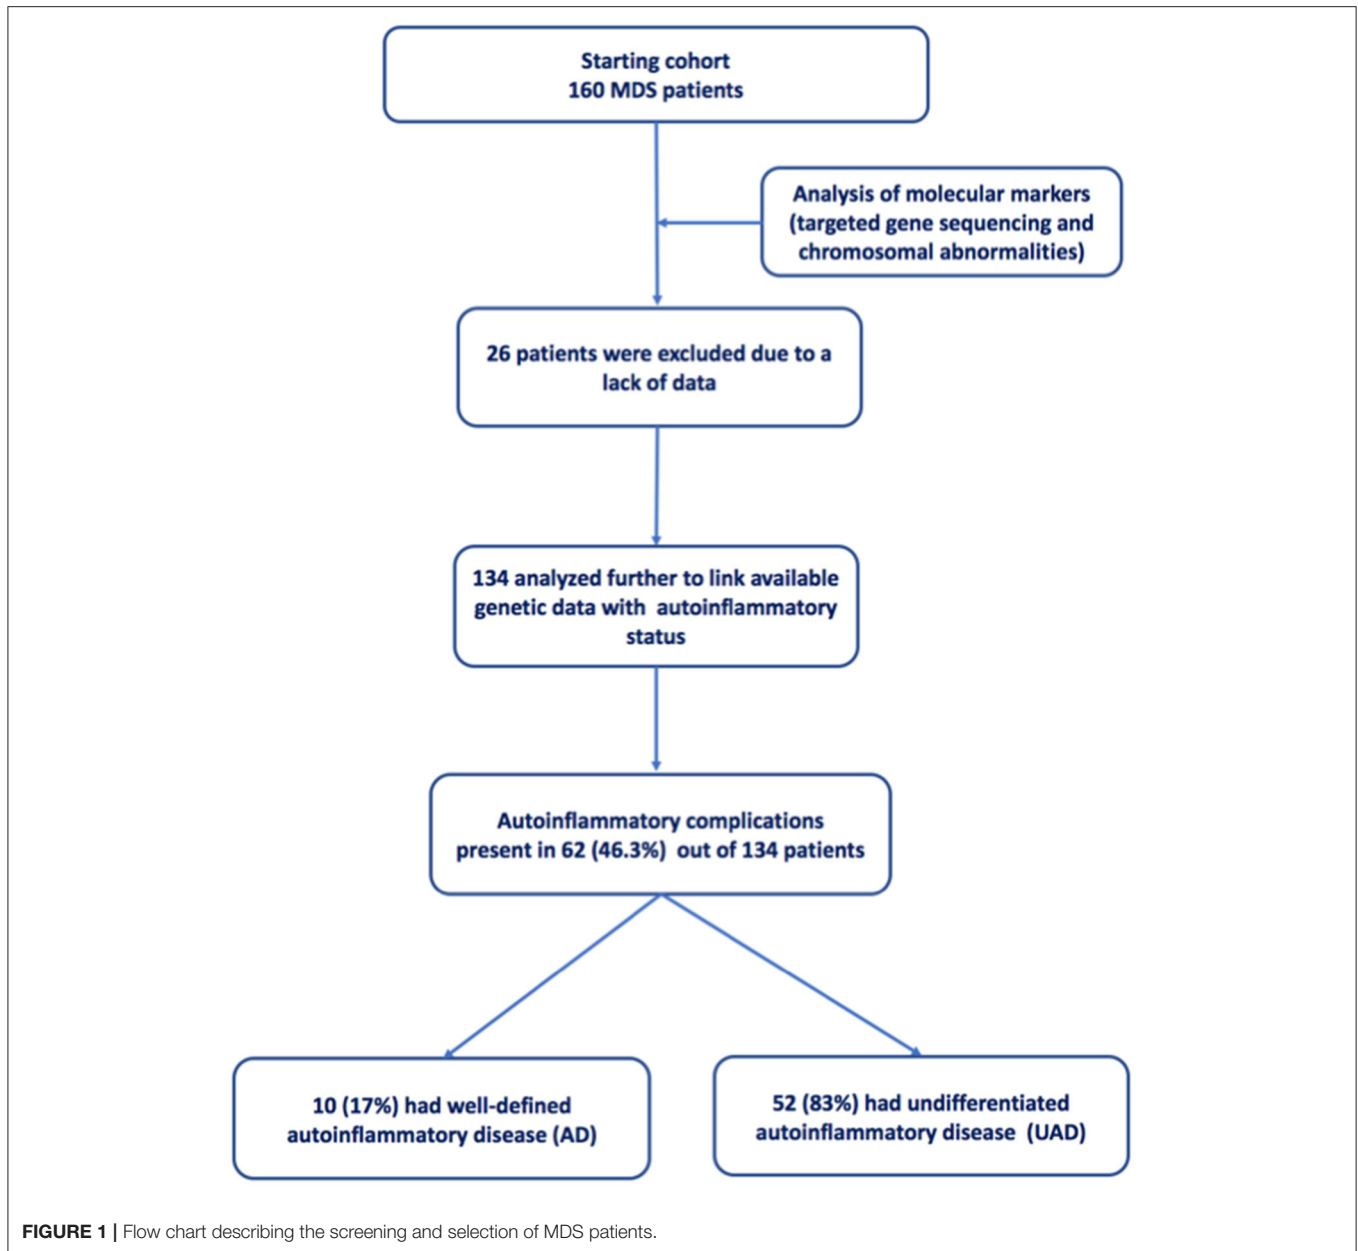 Starting cohort
160 MDS patients
Analysis of molecular markers
(targeted gene sequencing and
chromosomal abnormalities)
26 patients were excluded due to a
lack of data
134 analyzed further to link available
genetic data with autoinflammatory
status
Autoinflammatory complications
present in 62 (46.3%) out of 134 patients
10 (17%) had well-defined
autoinflammatory disease (AD)
52 (83%) had undifferentiated
autoinflammatory disease (UAD)
FIGURE 1 | Flow chart describing the screening and selection of MDS patients.